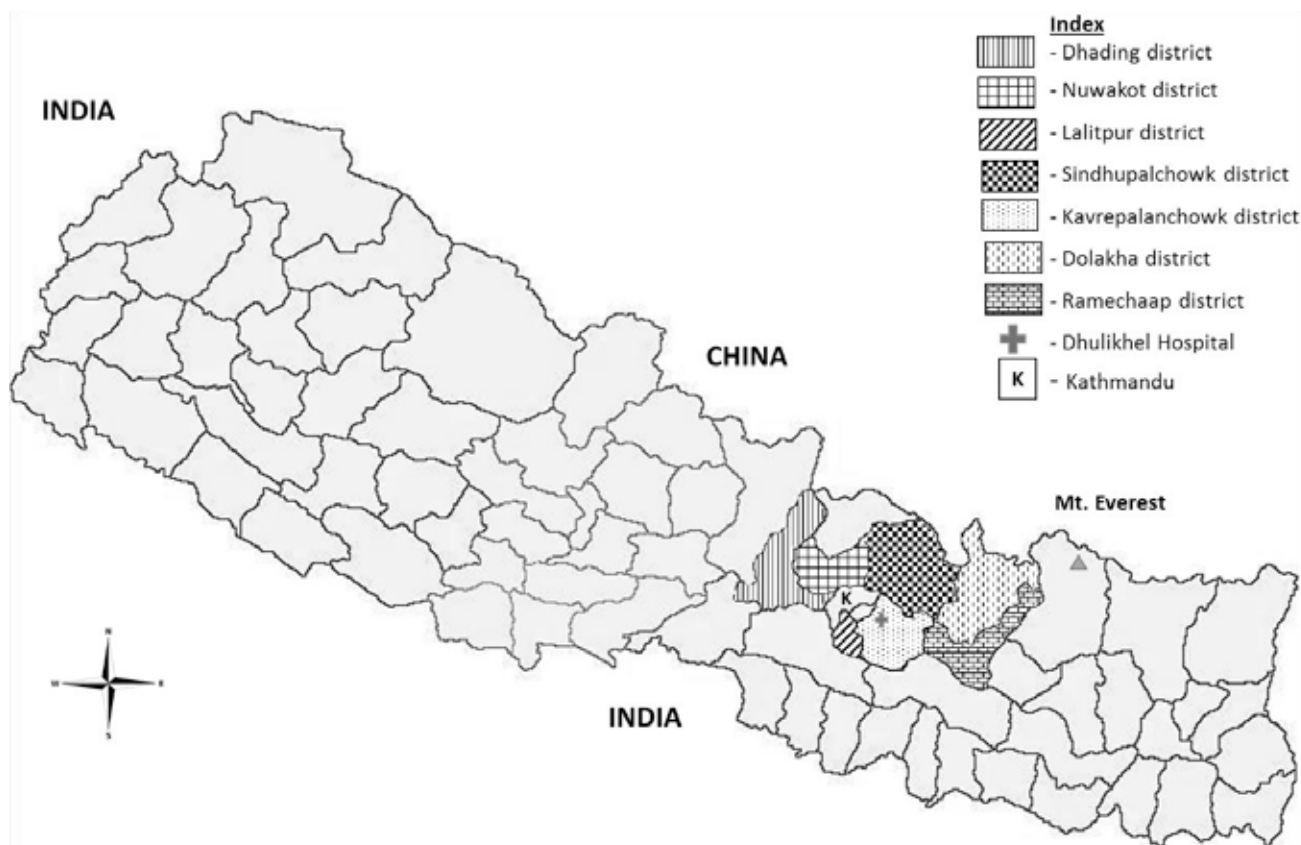 Index
- Dhading district
- Nuwakot district
- Lalitpur district
- Sindhupalchowk district
- Kavrepalanchowk district
- Dolakha district
- Ramechaap district
- Dhulikhel Hospital
K - Kathmandu
INDIA
CHINA
Mt. Everest
K
INDIA
N
W E
S